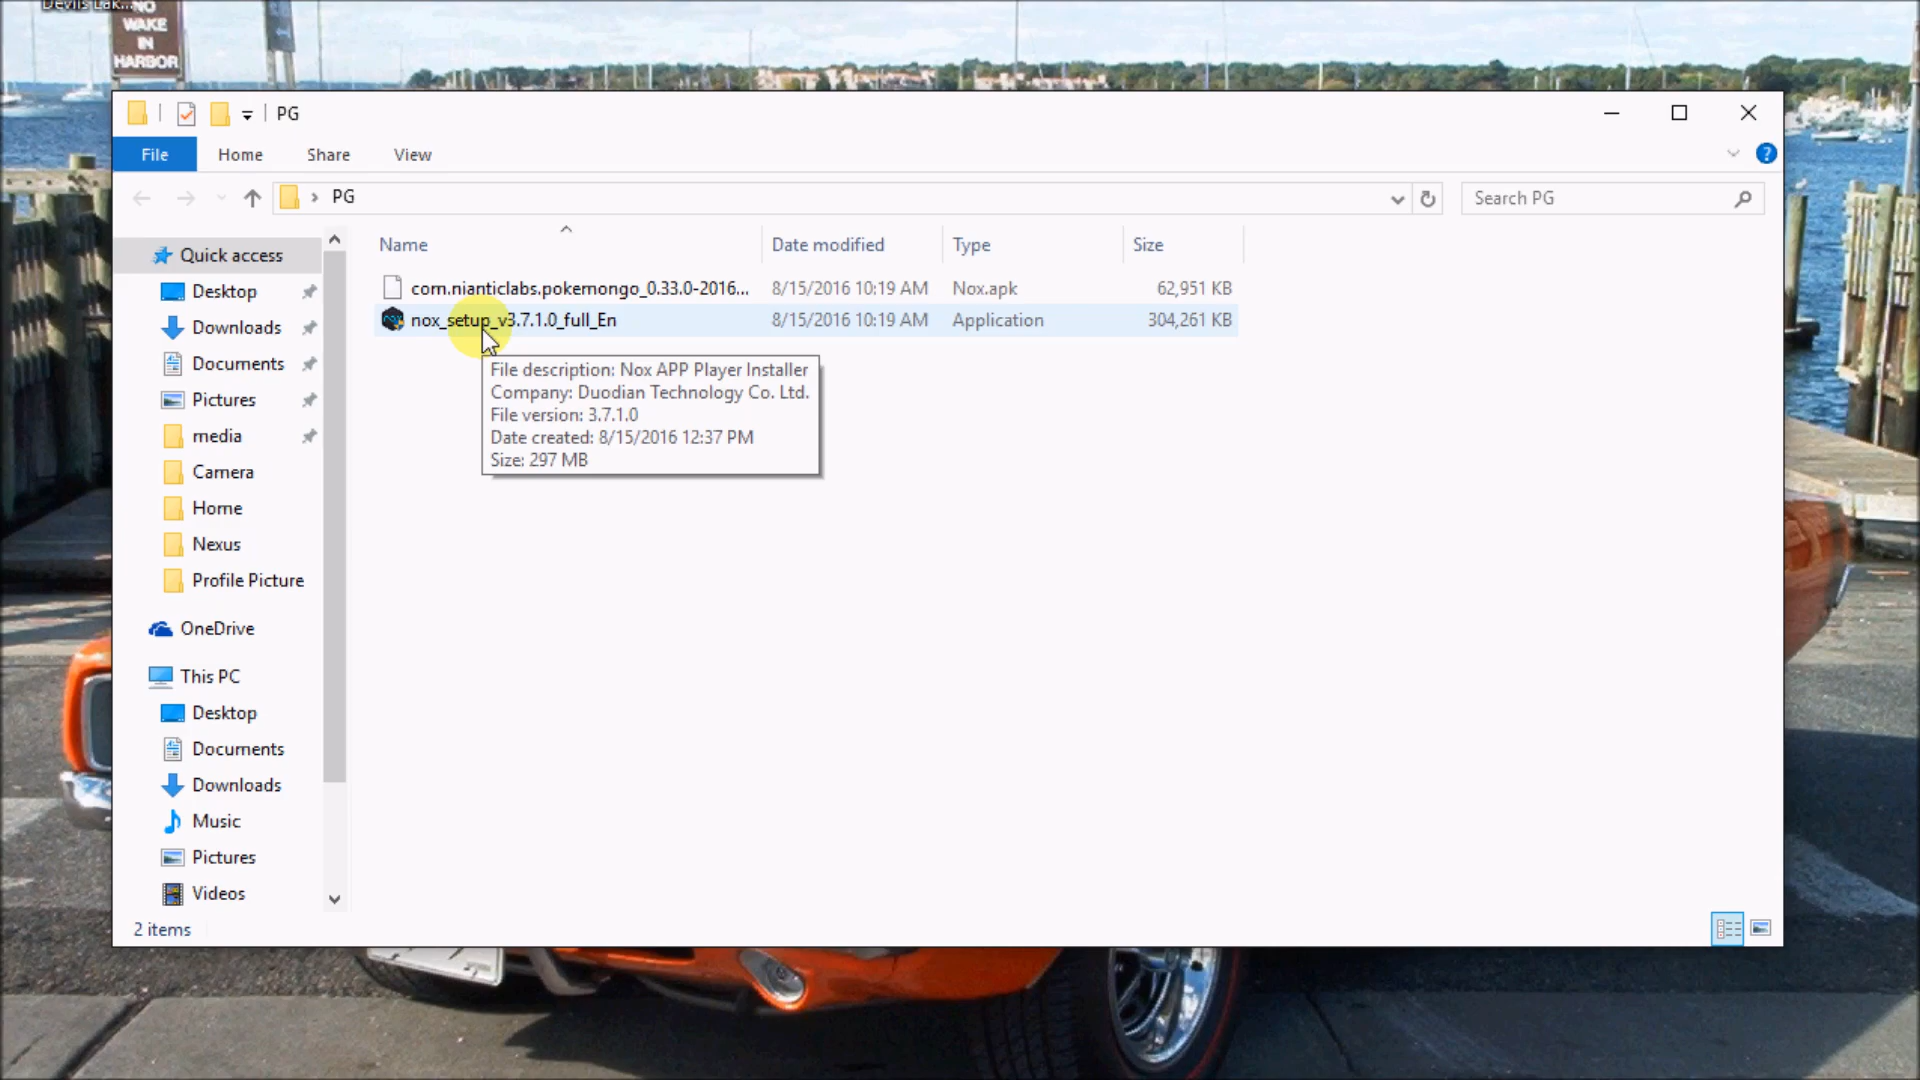 Devils Lak...
NO
WAKE
IN
HARBOR
PG
File Home Share View
PG
Search PG
Name Date modified Type Size
com.nianticlabs.pokemongo_0.33.0-2016... 8/15/2016 10:19 AM Nox.apk 62,951 KB
nox_setup_v3.7.1.0_full_En 8/15/2016 10:19 AM Application 304,261 KB
File description: Nox APP Player Installer
Company: Duodian Technology Co. Ltd.
File version: 3.7.1.0
Date created: 8/15/2016 12:37 PM
Size: 297 MB
Quick access
Desktop
Downloads
Documents
Pictures
media
Camera
Home
Nexus
Profile Picture
OneDrive
This PC
Desktop
Documents
Downloads
Music
Pictures
Videos
2 items